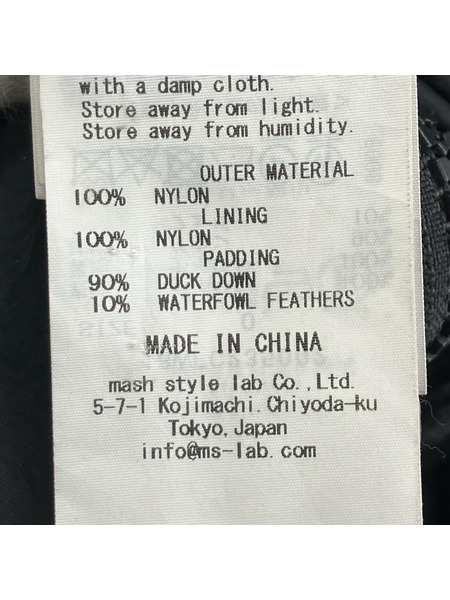 with a damp cloth.
Store away from light.
Store away from humidity.
OUTER MATERIAL
100% NYLON
LINING
100% NYLON
PADDING
90% DUCK DOWN
10% WATERFOWL FEATHERS
MADE IN CHINA
mash style lab Co.,Ltd.
5-7-1 Kojimachi.Chiyoda-ku
Tokyo,Japan
info@ms-lab.com